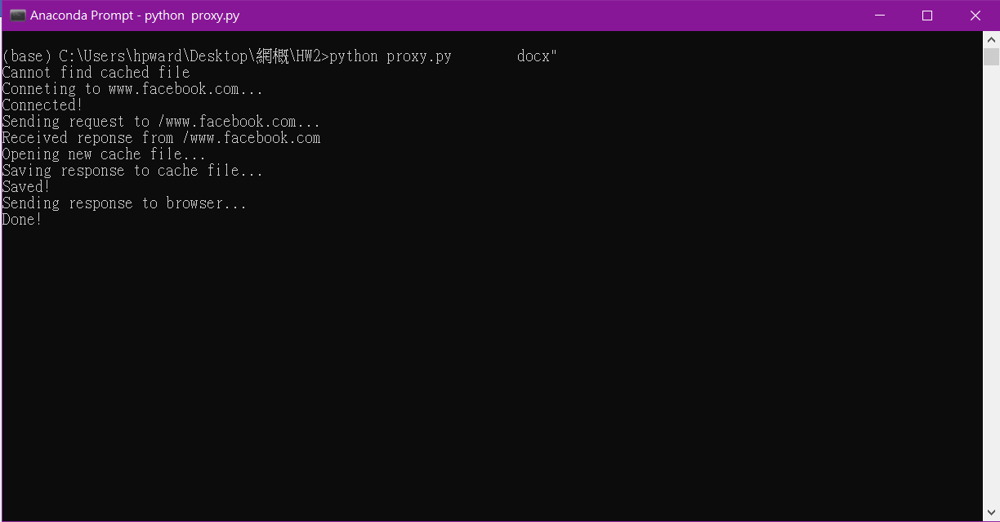 Anaconda Prompt - python  proxy.py
(base) C:\Users\hpward\Desktop\網概\HW2>python proxy.py        docx"
Cannot find cached file
Conneting to www.facebook.com...
Connected!
Sending request to /www.facebook.com...
Received reponse from /www.facebook.com
Opening new cache file...
Saving response to cache file...
Saved!
Sending response to browser...
Done!